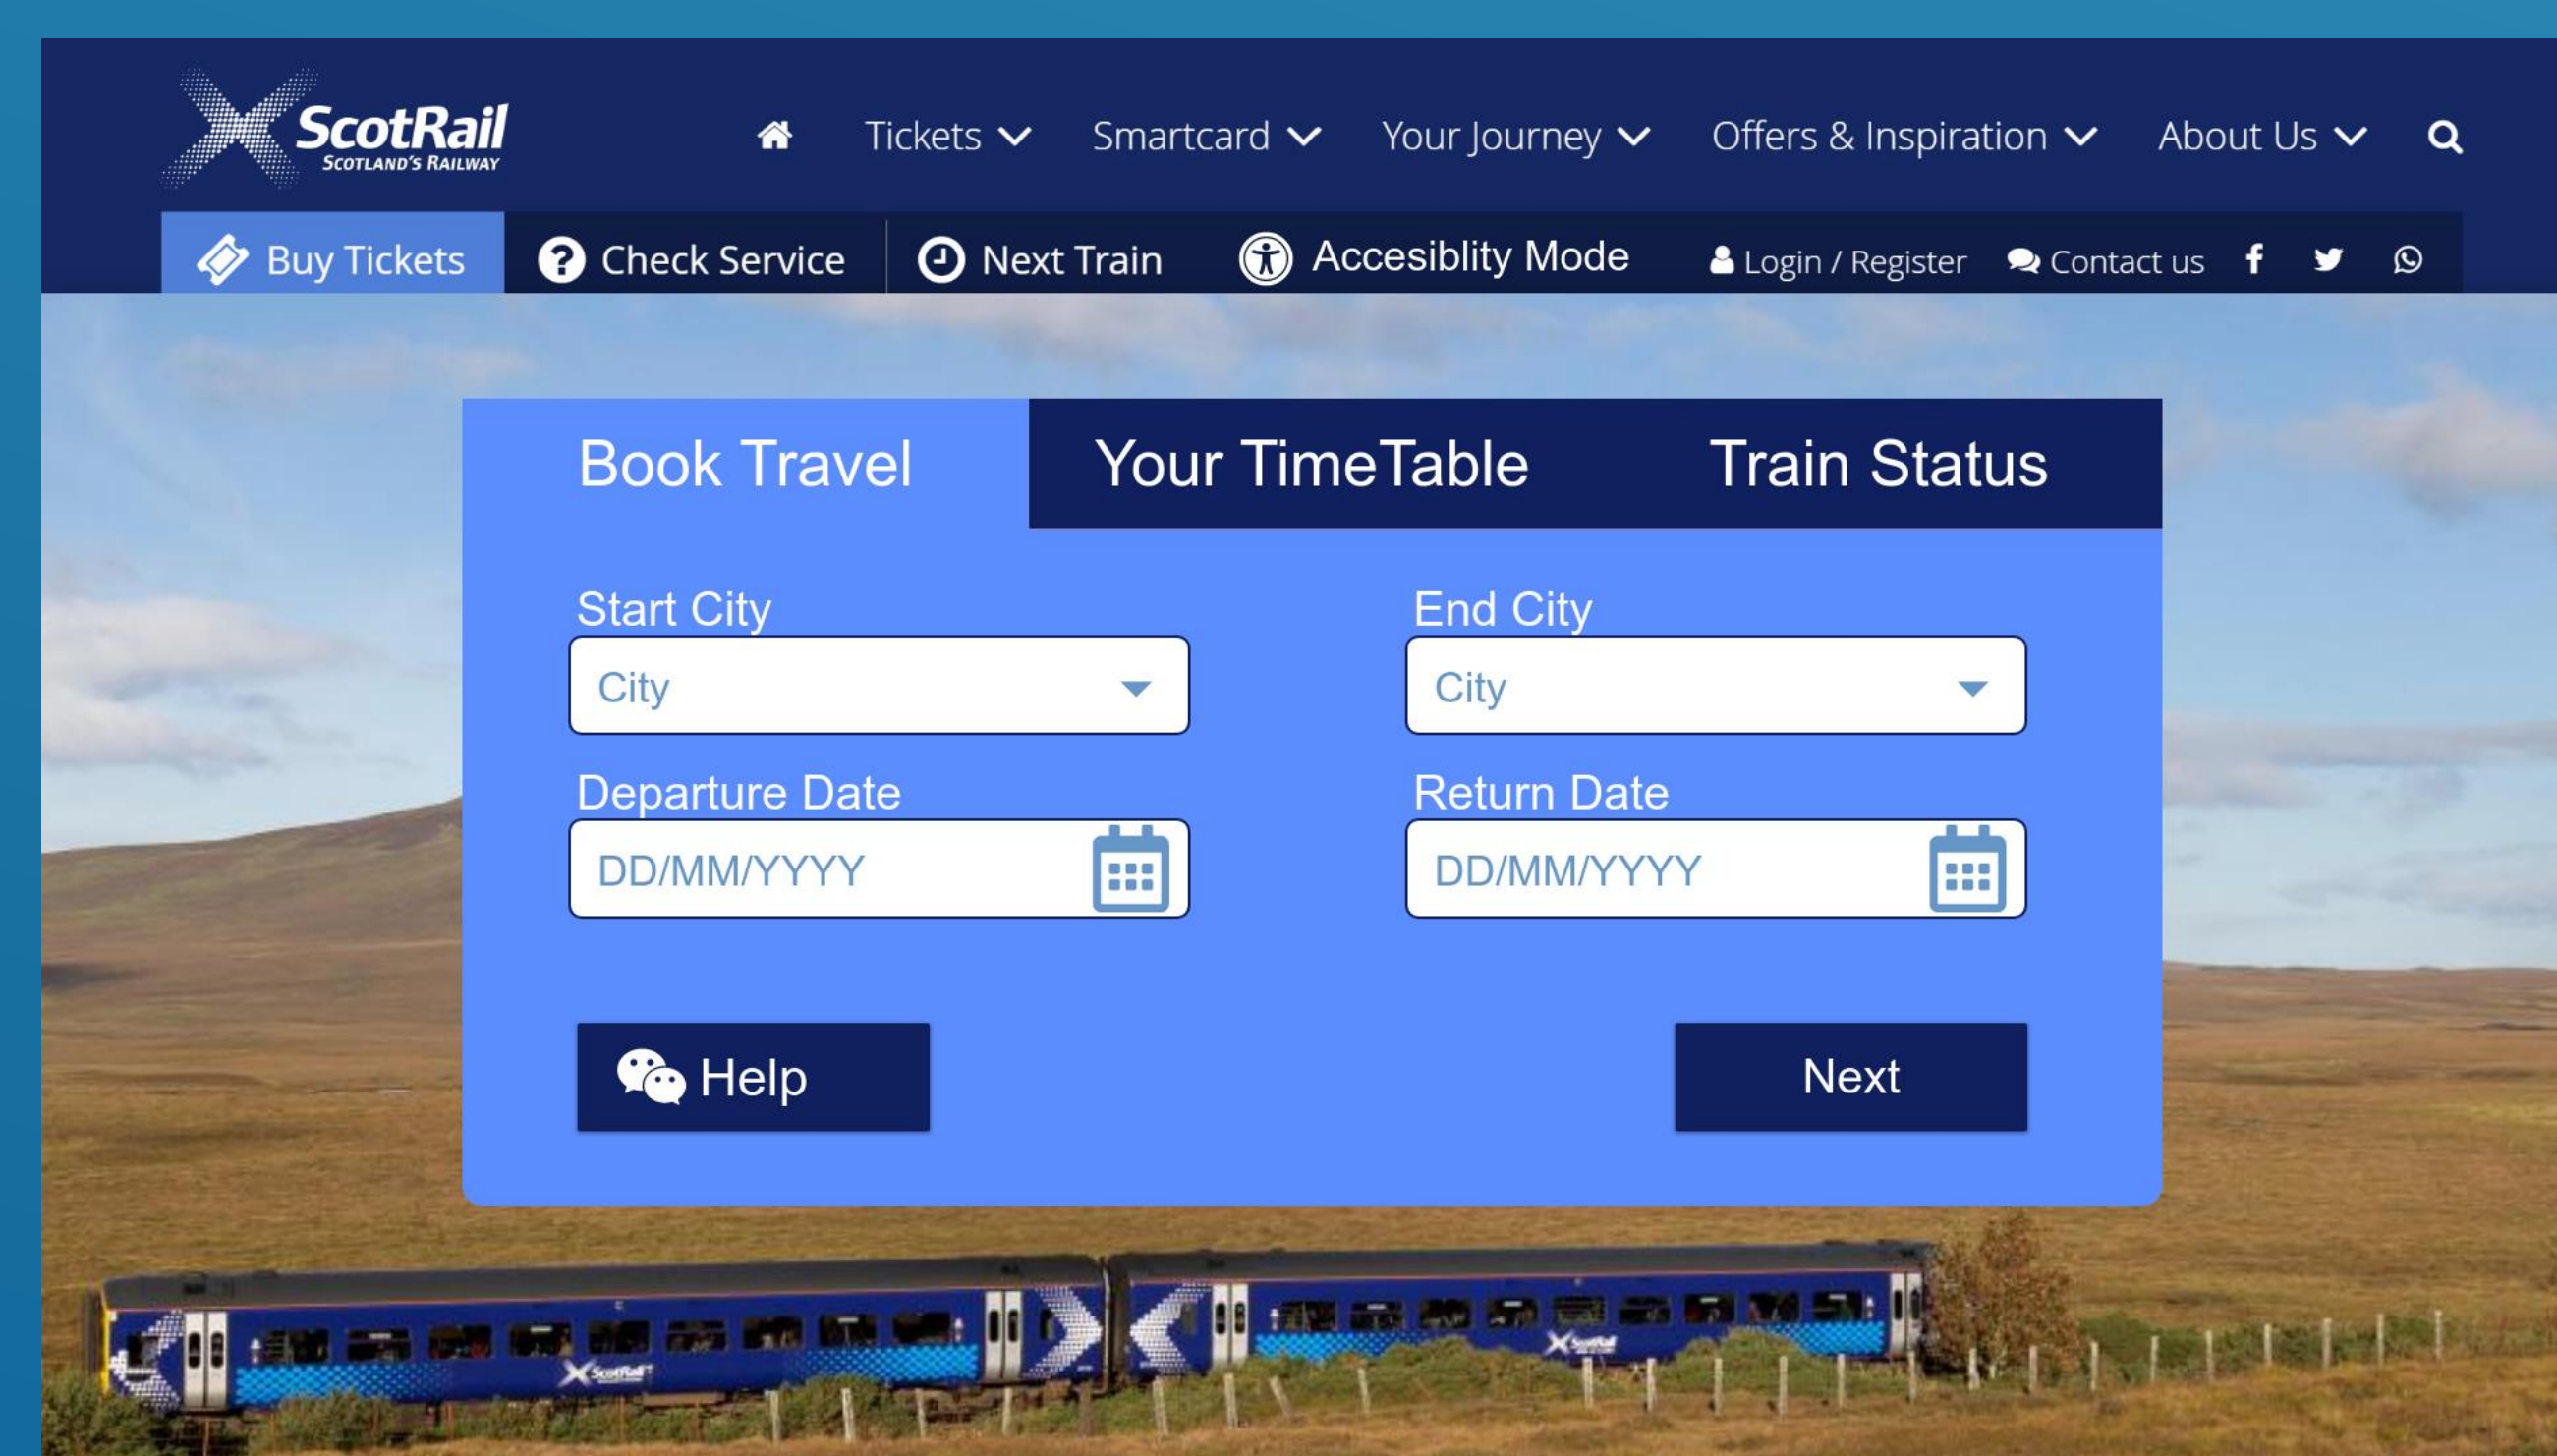 ScotRail
SCOTLAND'S RAILWAY
Tickets Smartcard Your Journey Offers & Inspiration About Us
Buy Tickets Check Service Next Train Accesiblity Mode Login / Register Contact us
Book Travel Your TimeTable Train Status
Start City End City
City City
Departure Date Return Date
DD/MM/YYYY DD/MM/YYYY
Help Next
ScotRail
ScotRail